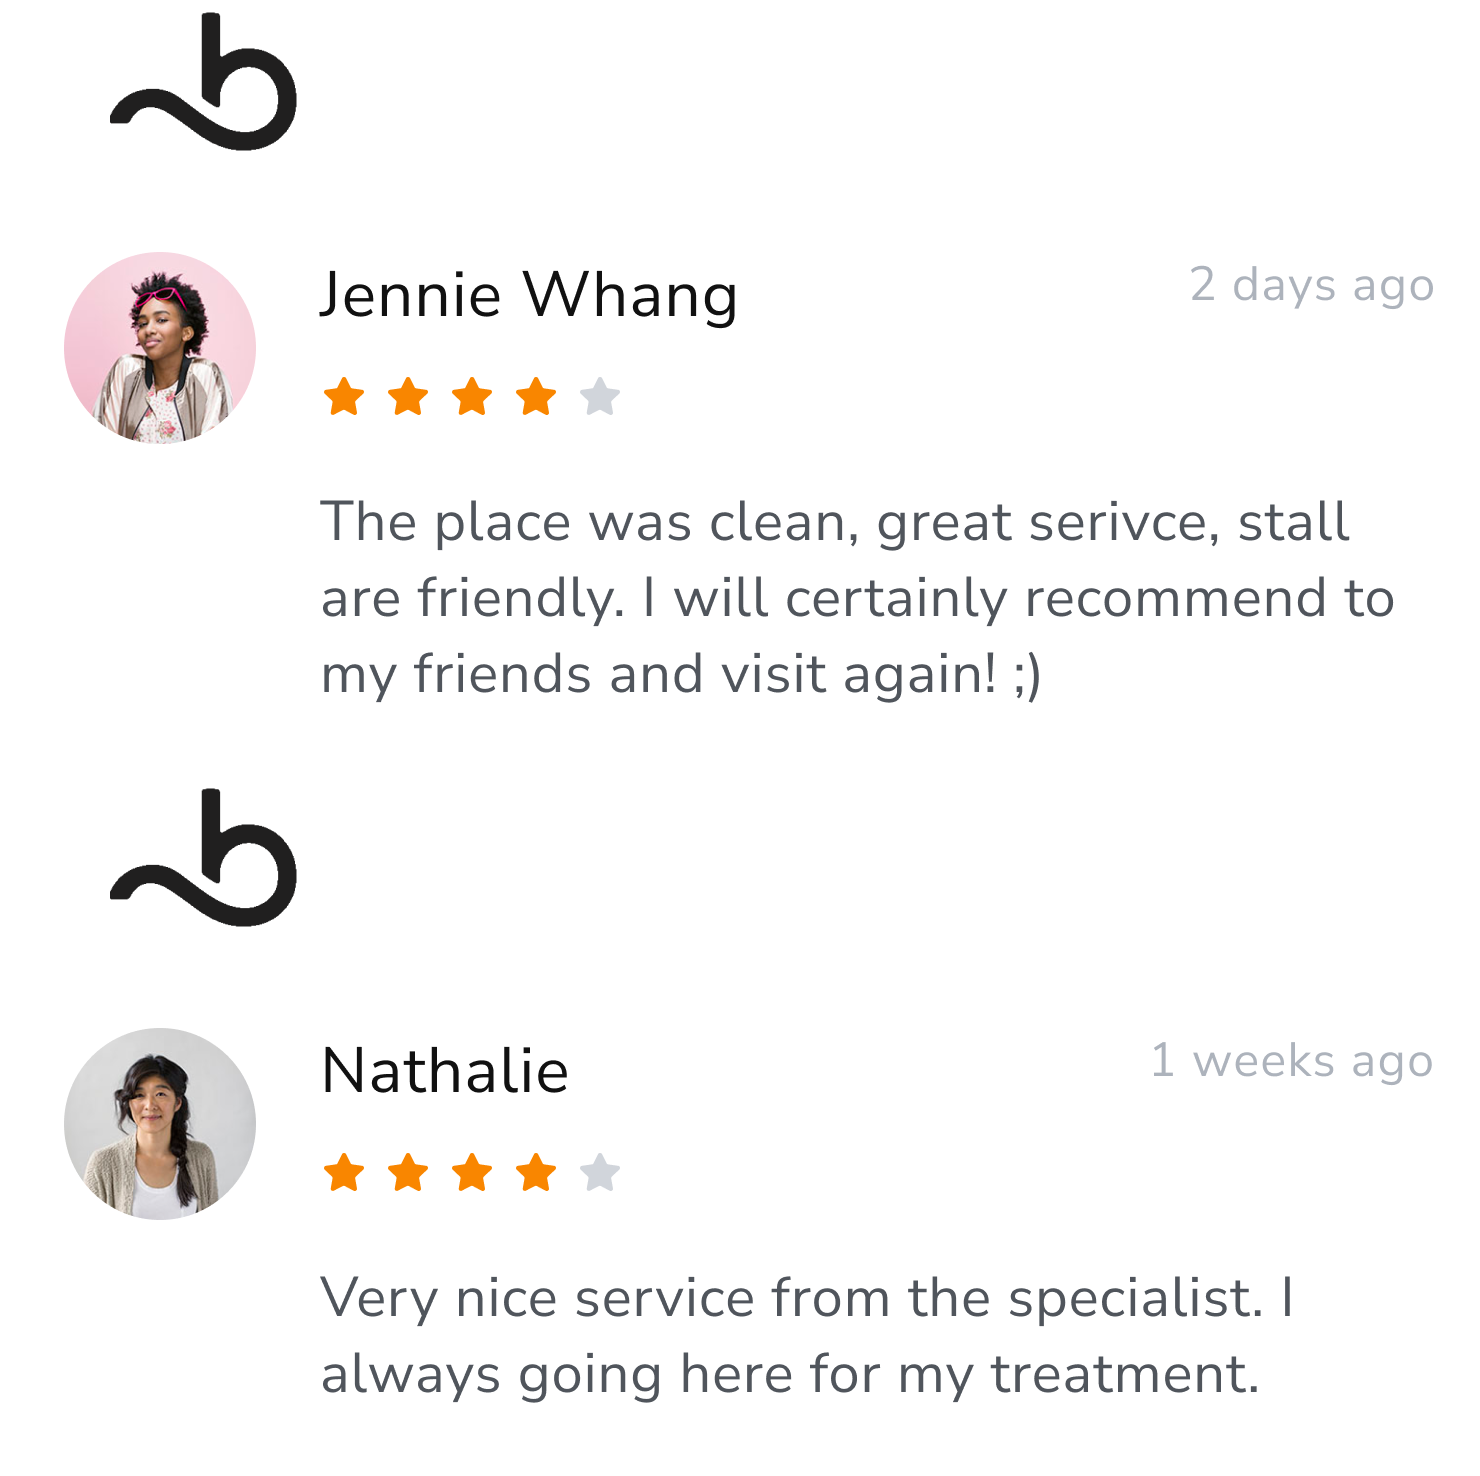 b
Jennie Whang
2 days ago
The place was clean, great serivce, stall
are friendly. I will certainly recommend to
my friends and visit again! ;)
b
Nathalie
1 weeks ago
Very nice service from the specialist. I
always going here for my treatment.